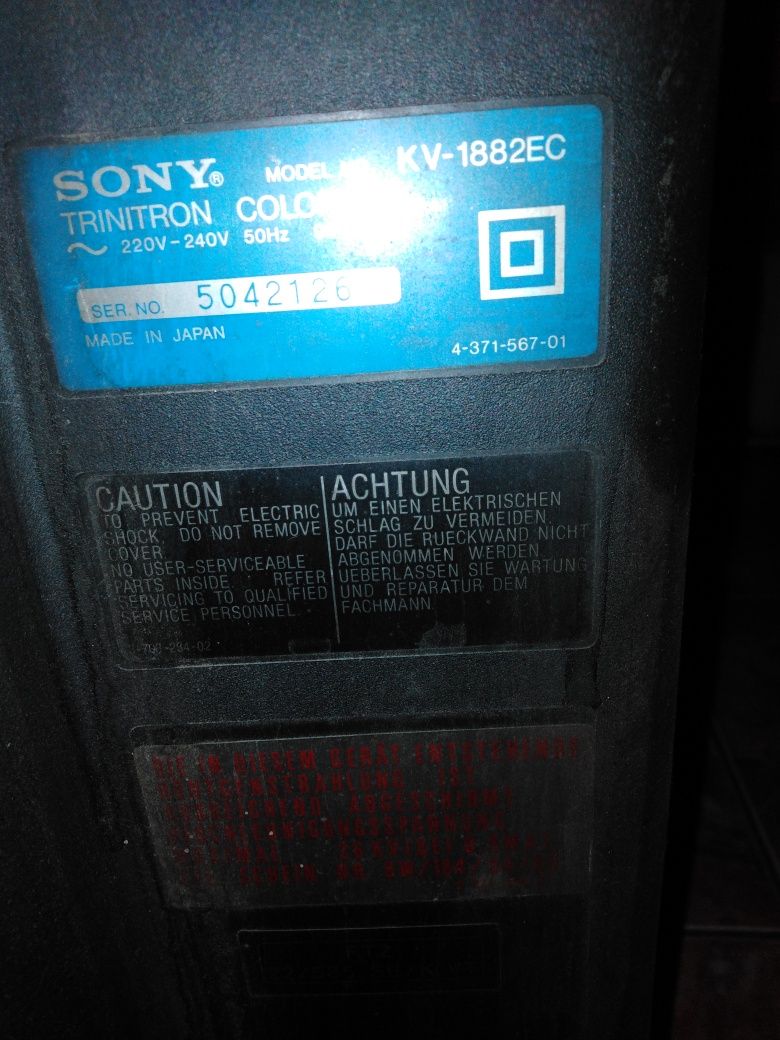 SONY®
MODEL KV-1882EC
TRINITRON
220V-240V 50Hz
SER. NO. 5042126
MADE IN JAPAN
4-371-567-01
CAUTION
TO PREVENT ELECTRIC
SHOCK, DO NOT REMOVE
COVER.
NO USER-SERVICEABLE
PARTS INSIDE REFER
SERVICING TO QUALIFIED
SERVICE PERSONNEL.
ACHTUNG
UM EINEN ELEKTRISCHEN
SCHLAG ZU VERMEIDEN,
DARF DIE RUECKWAND NICHT
ABGENOMMEN WERDEN.
UEBERLASSEN SIE WARTUNG
UND REPARATUR DEM
FACHMANN.
DIE IN DIESEM GERÄT ENTSTEHENDE
RÖNTGENSTRAHLUNG IST
ABGESCHIRMT